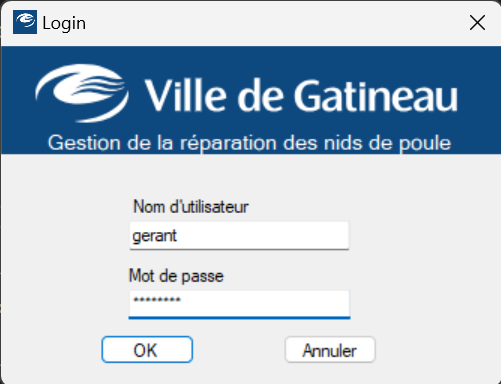 Login
Ville de Gatineau
Gestion de la réparation des nids de poule
Nom d'utilisateur
gerant
Mot de passe
********
OK
Annuler